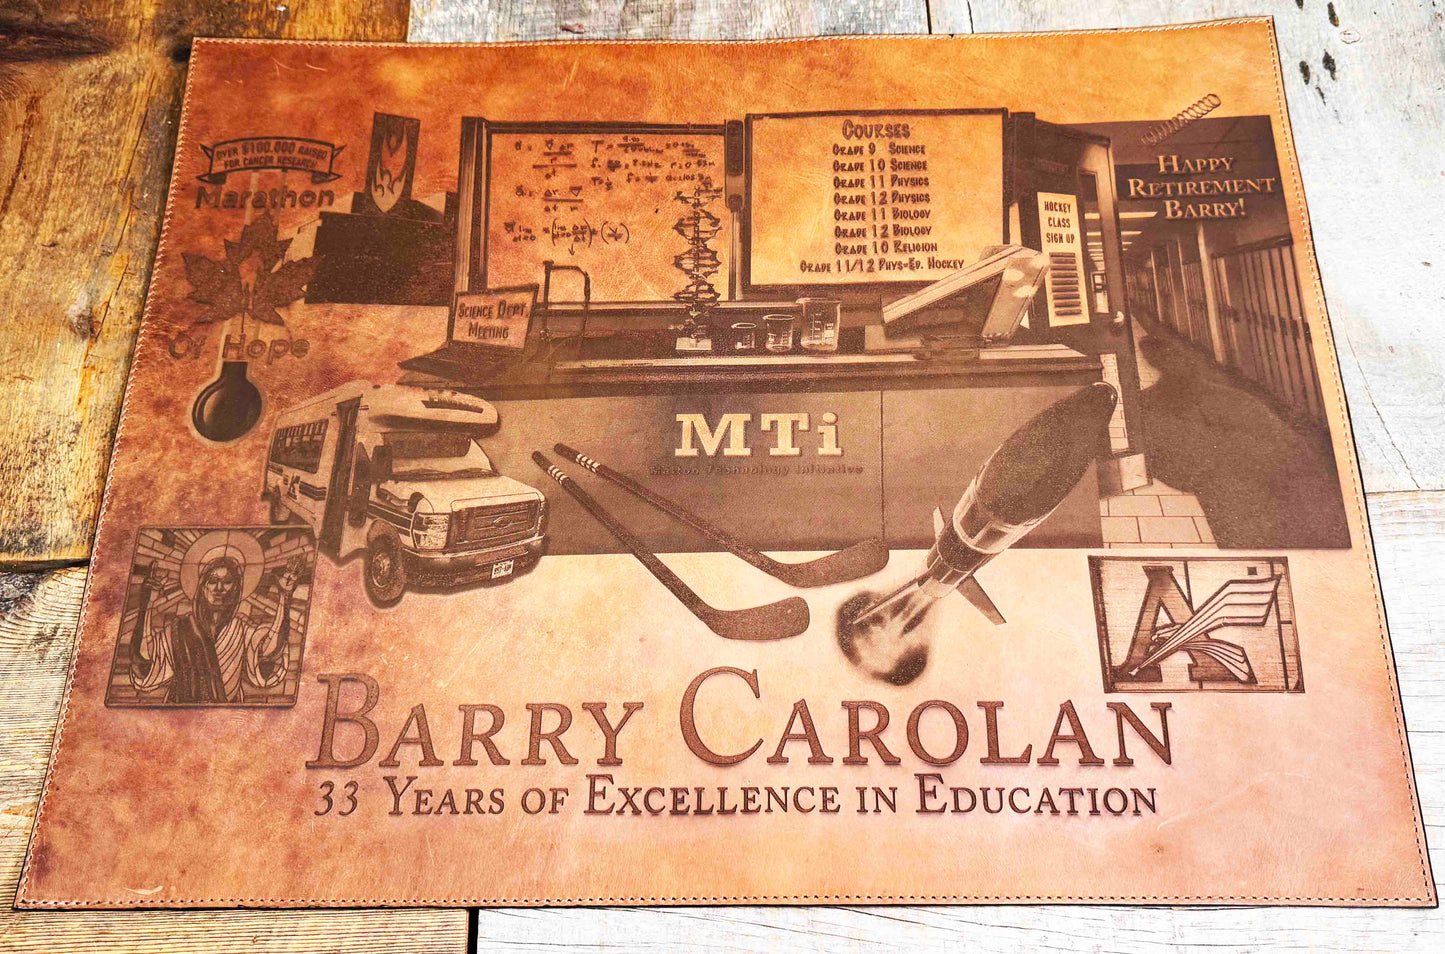 OVER $100,000 RAISED
FOR CANCER RESEARCH
Marathon
Of Hope
SCIENCE DEPT.
MEETING
COURSES
GRADE 9 SCIENCE
GRADE 10 SCIENCE
GRADE 11 PHYSICS
GRADE 12 PHYSICS
GRADE 11 BIOLOGY
GRADE 12 BIOLOGY
GRADE 10 RELIGION
GRADE 11/12 PHYS-ED. HOCKEY
HOCKEY
CLASS
SIGN UP
HAPPY
RETIREMENT
BARRY!
MTi
Malton Technology Initiative
A
BARRY CAROLAN
33 YEARS OF EXCELLENCE IN EDUCATION